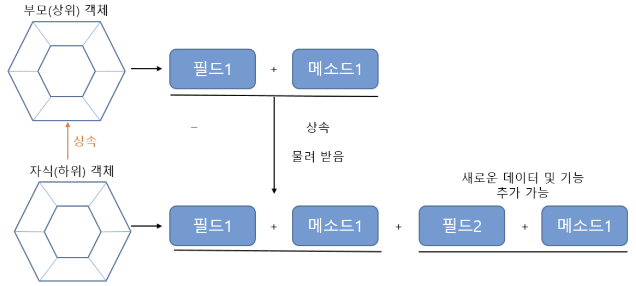 부모(상위) 객체
필드1 + 메소드1
상속
–
상속
물려 받음
자식(하위) 객체
새로운 데이터 및 기능
추가 가능
필드1 + 메소드1 + 필드2 + 메소드1